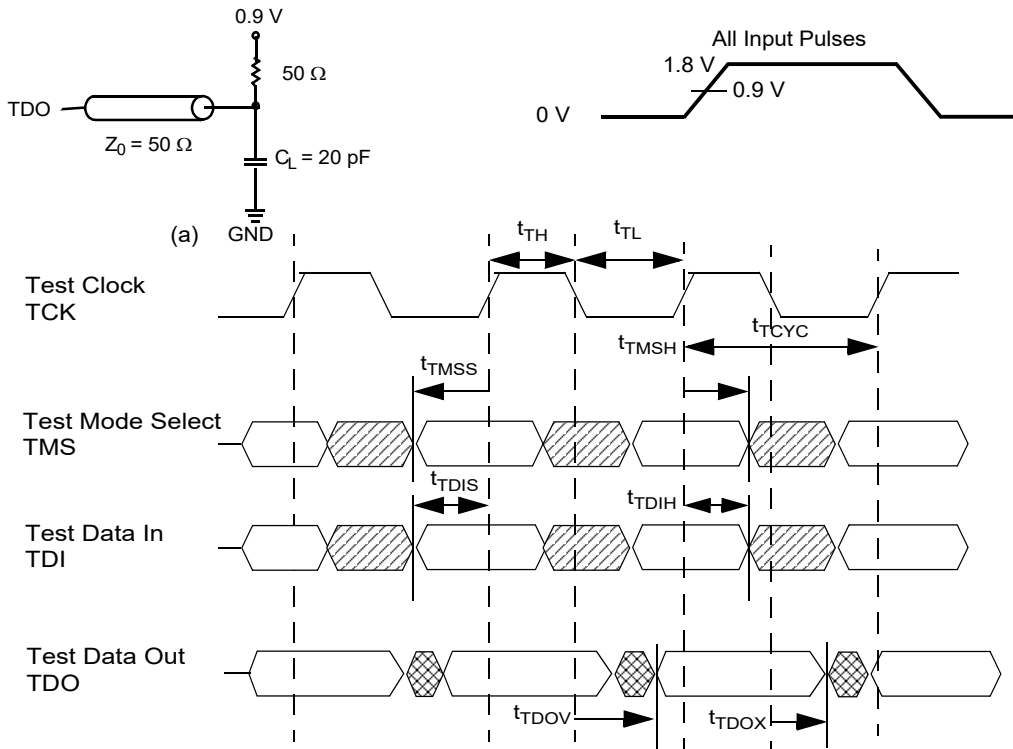 0.9 V
50 Ω
TDO
Z0 = 50 Ω
CL = 20 pF
(a)
GND
All Input Pulses
1.8 V
0.9 V
0 V
tTH
tTL
Test Clock
TCK
tTCYC
tTMSH
tTMSS
Test Mode Select
TMS
tTDIS
tTDIH
Test Data In
TDI
Test Data Out
TDO
tTDOV
tTDOX